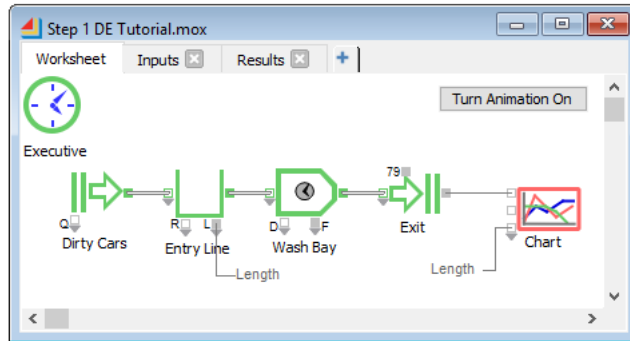 Step 1 DE Tutorial.mox
Worksheet Inputs Results
Turn Animation On
Executive
79
Q R L D F
Dirty Cars Entry Line Wash Bay Exit Chart
Length Length